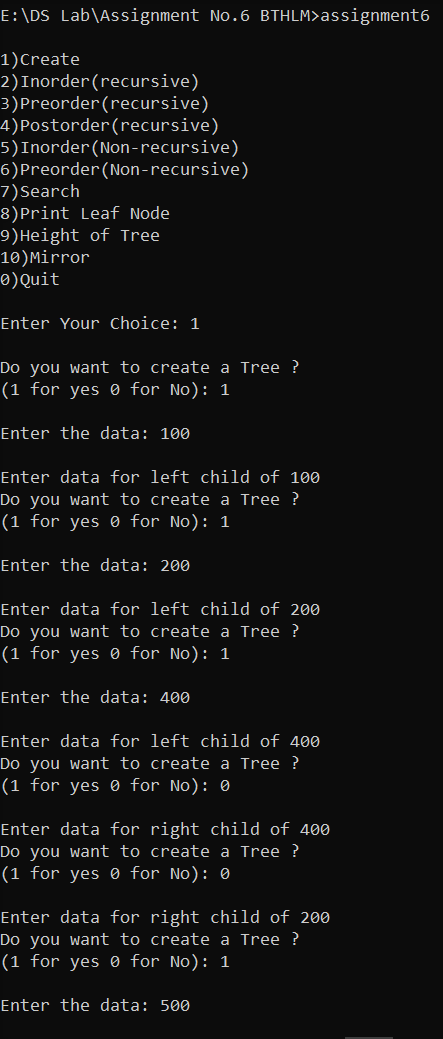 E:\DS Lab\Assignment No.6 BTHLM>assignment6
1)Create
2)Inorder(recursive)
3)Preorder(recursive)
4)Postorder(recursive)
5)Inorder(Non-recursive)
6)Preorder(Non-recursive)
7)Search
8)Print Leaf Node
9)Height of Tree
10)Mirror
0)Quit
Enter Your Choice: 1
Do you want to create a Tree ?
(1 for yes 0 for No): 1
Enter the data: 100
Enter data for left child of 100
Do you want to create a Tree ?
(1 for yes 0 for No): 1
Enter the data: 200
Enter data for left child of 200
Do you want to create a Tree ?
(1 for yes 0 for No): 1
Enter the data: 400
Enter data for left child of 400
Do you want to create a Tree ?
(1 for yes 0 for No): 0
Enter data for right child of 400
Do you want to create a Tree ?
(1 for yes 0 for No): 0
Enter data for right child of 200
Do you want to create a Tree ?
(1 for yes 0 for No): 1
Enter the data: 500